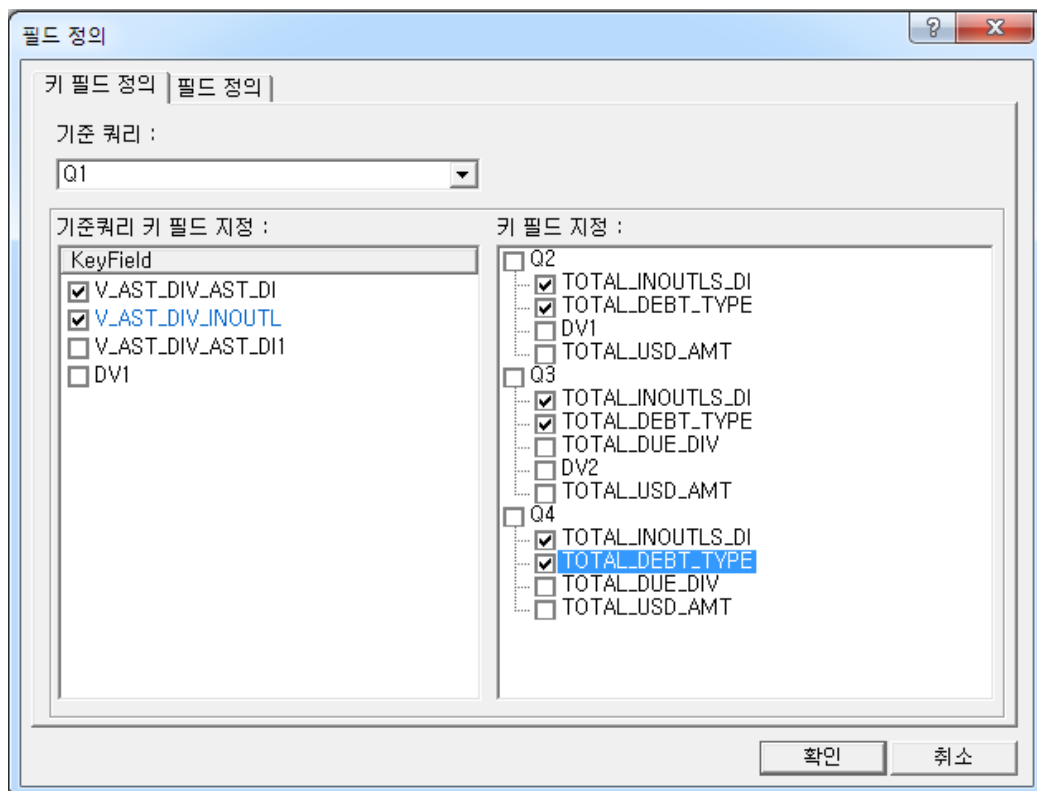 필드 정의
키 필드 정의 필드 정의
기준 쿼리 :
Q1
기준쿼리 키 필드 지정 :
KeyField
V_AST_DIV_AST_DI
V_AST_DIV_INOUTL
V_AST_DIV_AST_DI1
DV1
키 필드 지정 :
Q2
TOTAL_INOUTLS_DI
TOTAL_DEBT_TYPE
DV1
TOTAL_USD_AMT
Q3
TOTAL_INOUTLS_DI
TOTAL_DEBT_TYPE
TOTAL_DUE_DIV
DV2
TOTAL_USD_AMT
Q4
TOTAL_INOUTLS_DI
TOTAL_DEBT_TYPE
TOTAL_DUE_DIV
TOTAL_USD_AMT
확인 취소